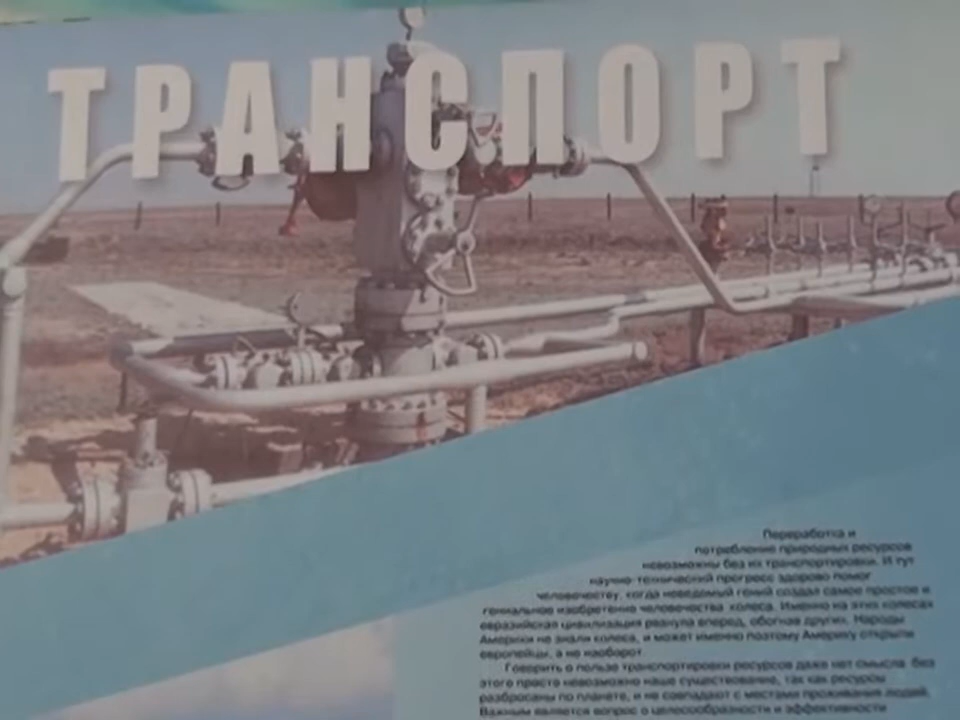 ТРАНСПОРТ
Переработка и
потребление природных ресурсов
невозможны без их транспортировки. И тут
научно-технический прогресс здорово помог
человечеству, когда неведомый гений создал самое простое и
гениальное изобретение человечества колеса. Именно на этих колесах
евразийская цивилизация рванула вперед, обогнав других. Народы
Америки не знали колеса, и может именно поэтому Америку открыли
европейцы, а не наоборот.
Говорить о пользе транспортировки ресурсов даже нет смысла без
этого просто невозможно наше существование, так как ресурсы
разбросаны по планете, и не совпадают с местами проживания людей.
Важным является вопрос о целесообразности и эффективности